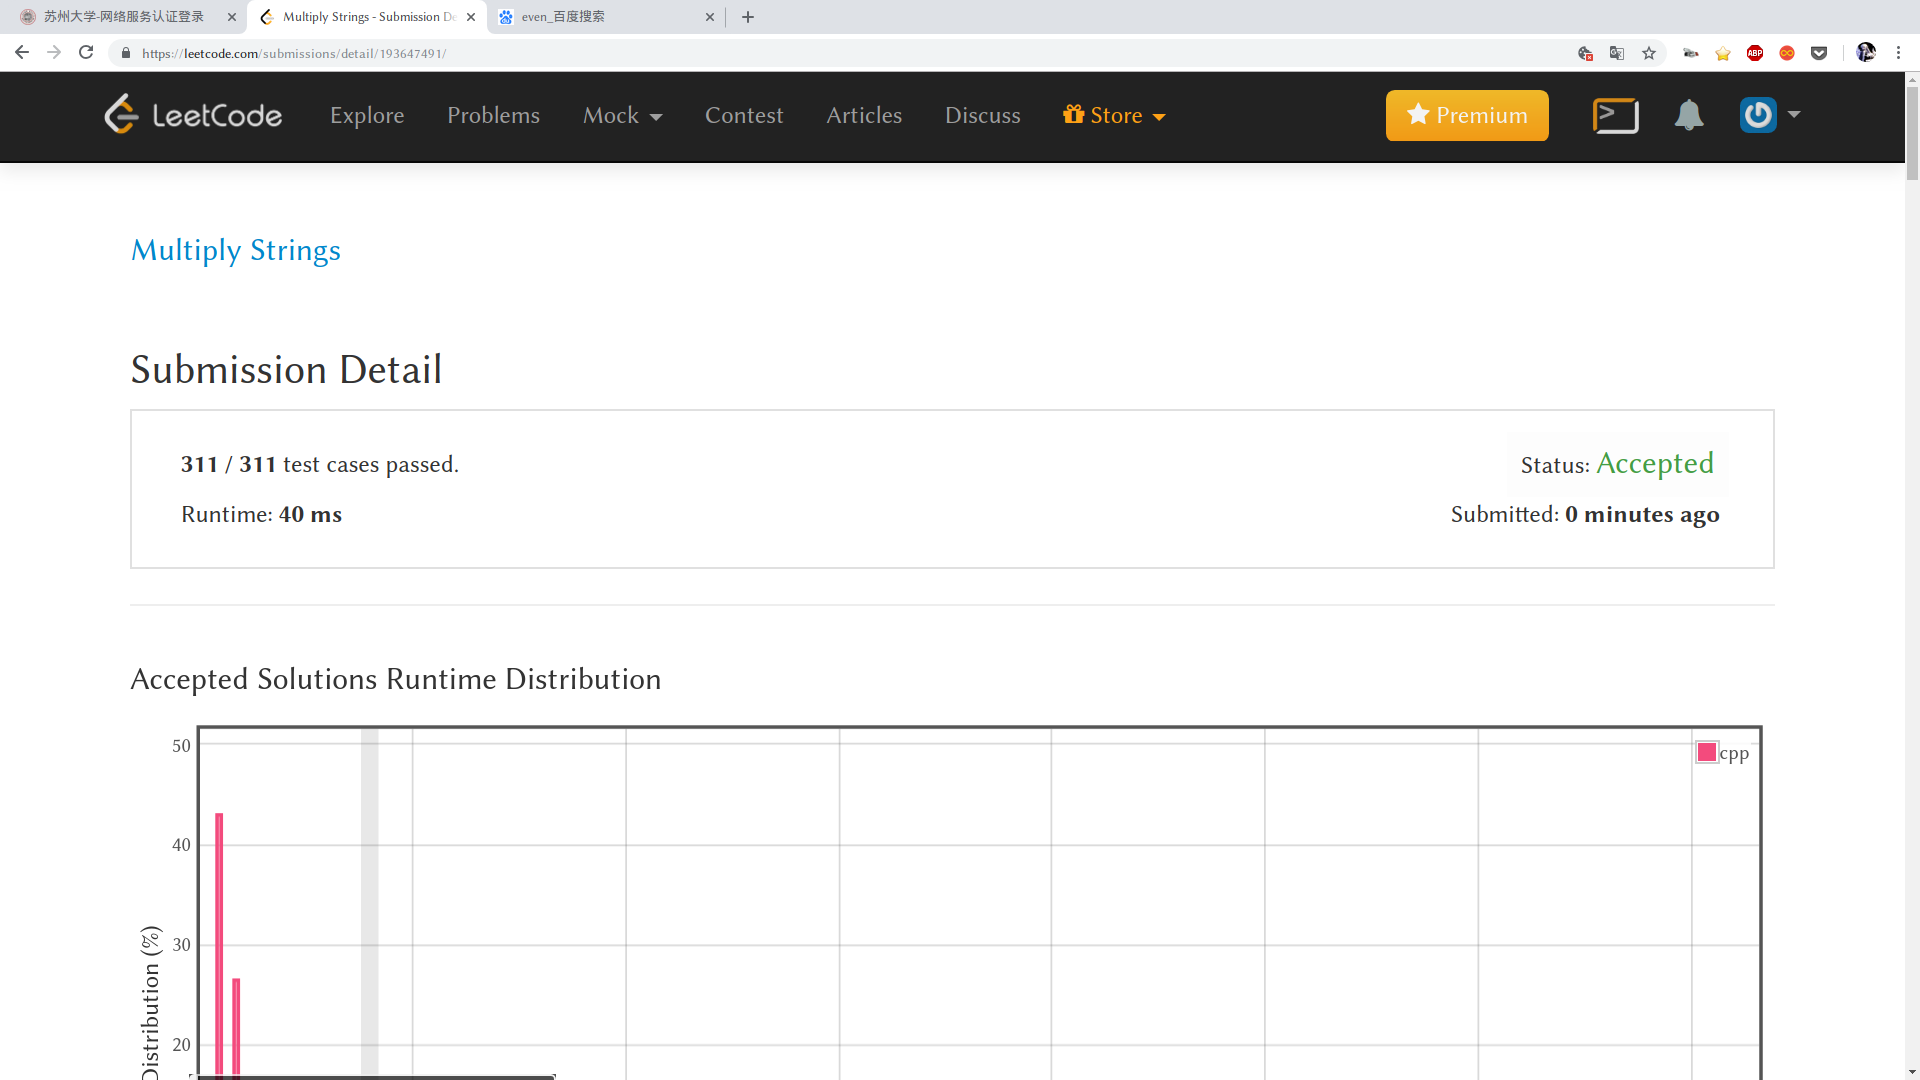 苏州大学-网络服务认证登录
Multiply Strings - Submission De
even_百度搜索
https://leetcode.com/submissions/detail/193647491/
ABP
LeetCode
Explore
Problems
Mock
Contest
Articles
Discuss
Store
Premium
Multiply Strings
Submission Detail
311 / 311 test cases passed.
Status: Accepted
Runtime: 40 ms
Submitted: 0 minutes ago
Accepted Solutions Runtime Distribution
50
cpp
40
30
20
Distribution (%)